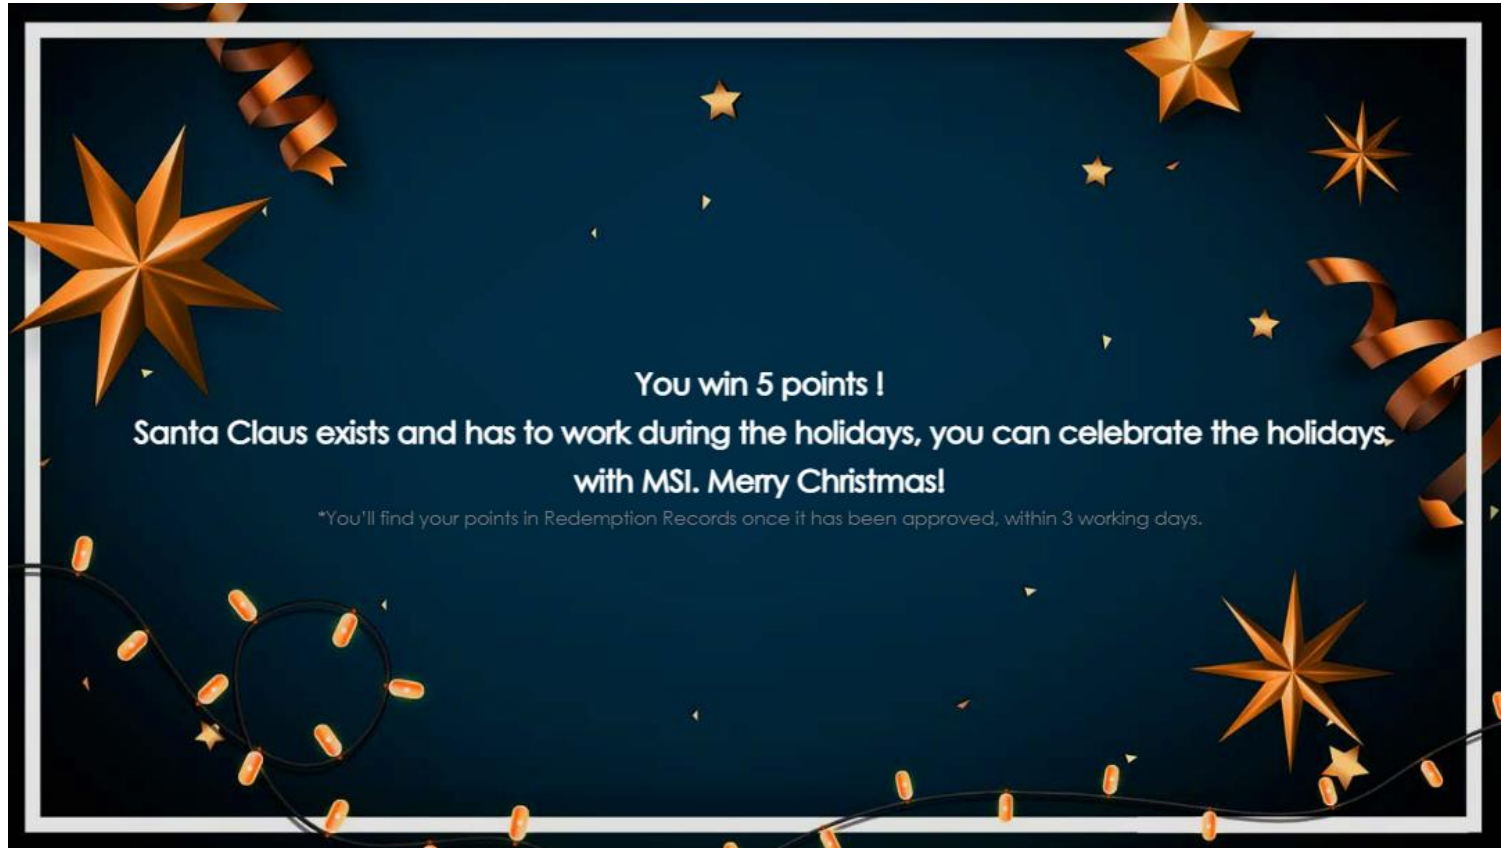 You win 5 points !
Santa Claus exists and has to work during the holidays, you can celebrate the holidays
with MSI. Merry Christmas!
*You'll find your points in Redemption Records once it has been approved, within 3 working days.